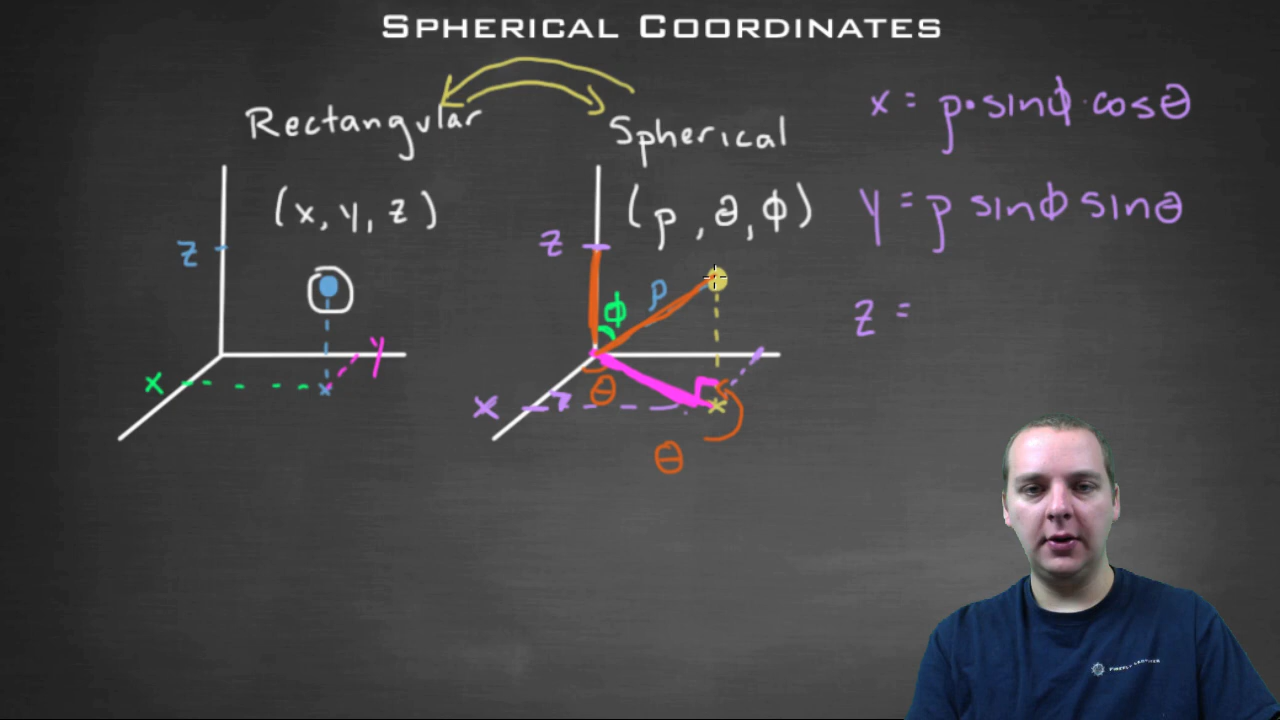 SPHERICAL COORDINATES
Rectangular
Spherical
(x, y, z)
(ρ, θ, φ)
x = ρ·sinφ·cosθ
y = ρ sinφ sinθ
z =
z
x
y
z
φ
ρ
θ
x
θ